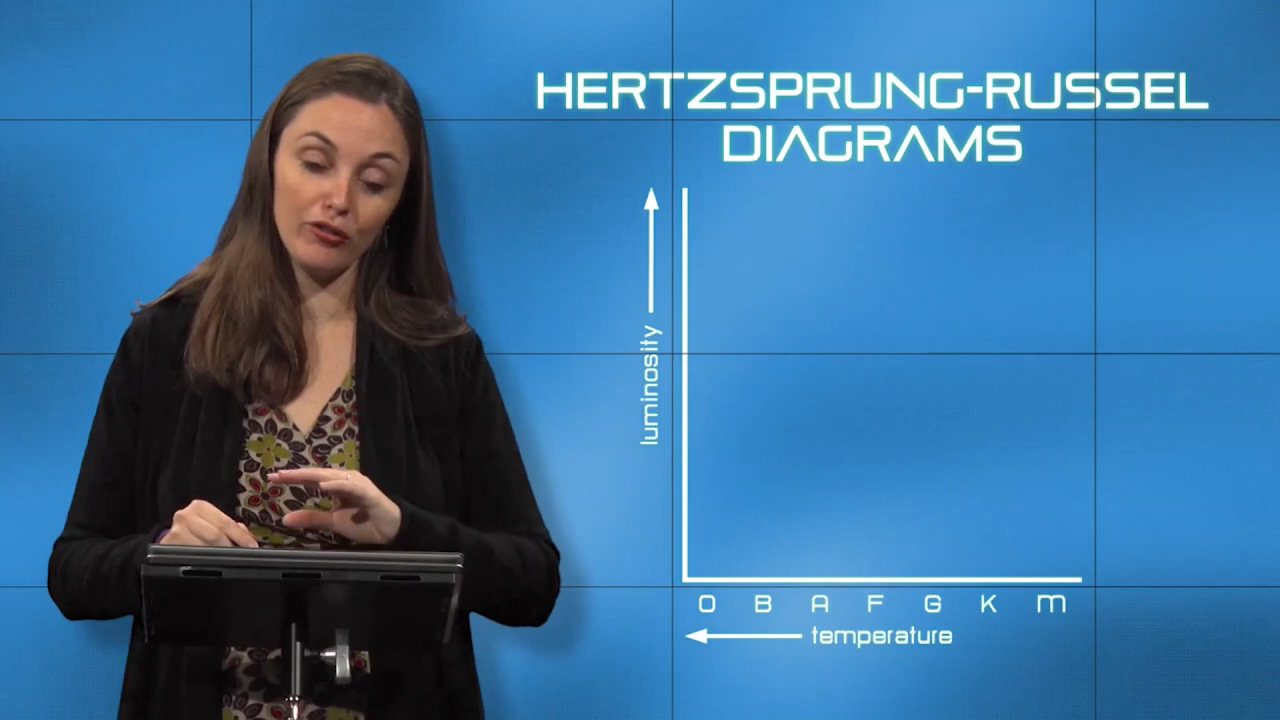 HERTZSPRUNG-RUSSEL
DIAGRAMS
luminosity
O B A F G K M
temperature